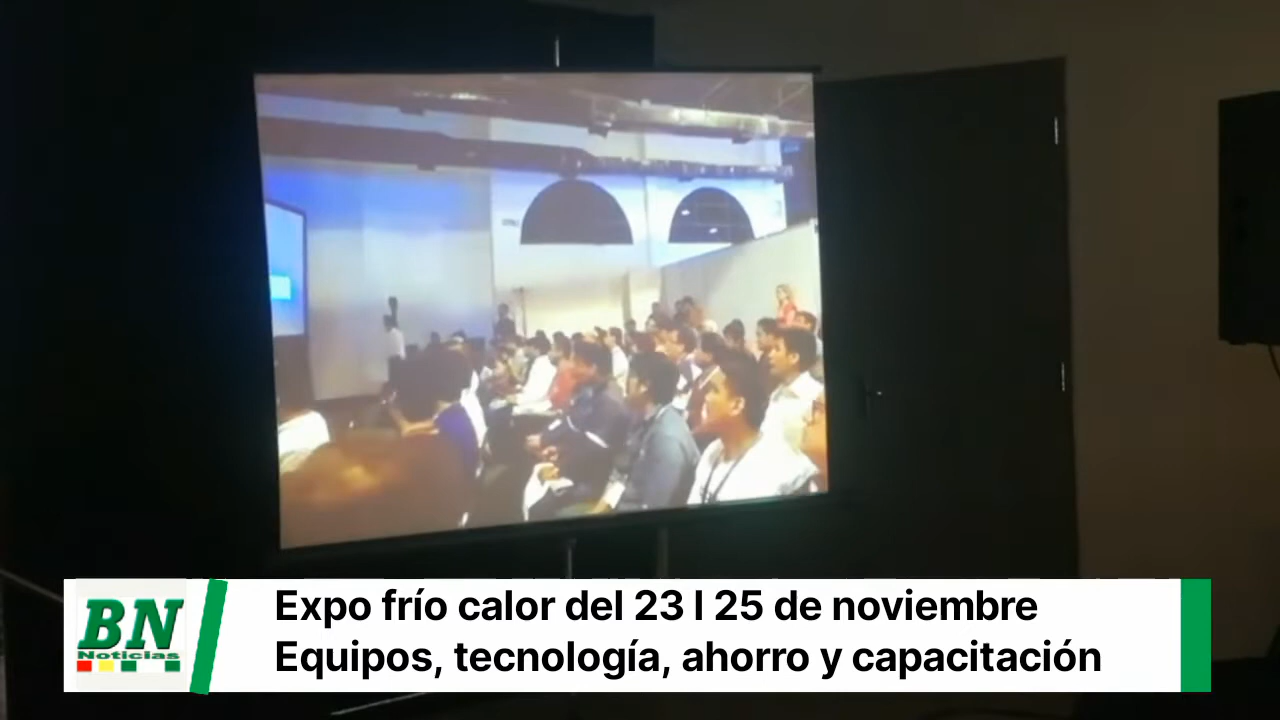 BN
Noticias
Expo frío calor del 23 l 25 de noviembre
Equipos, tecnología, ahorro y capacitación